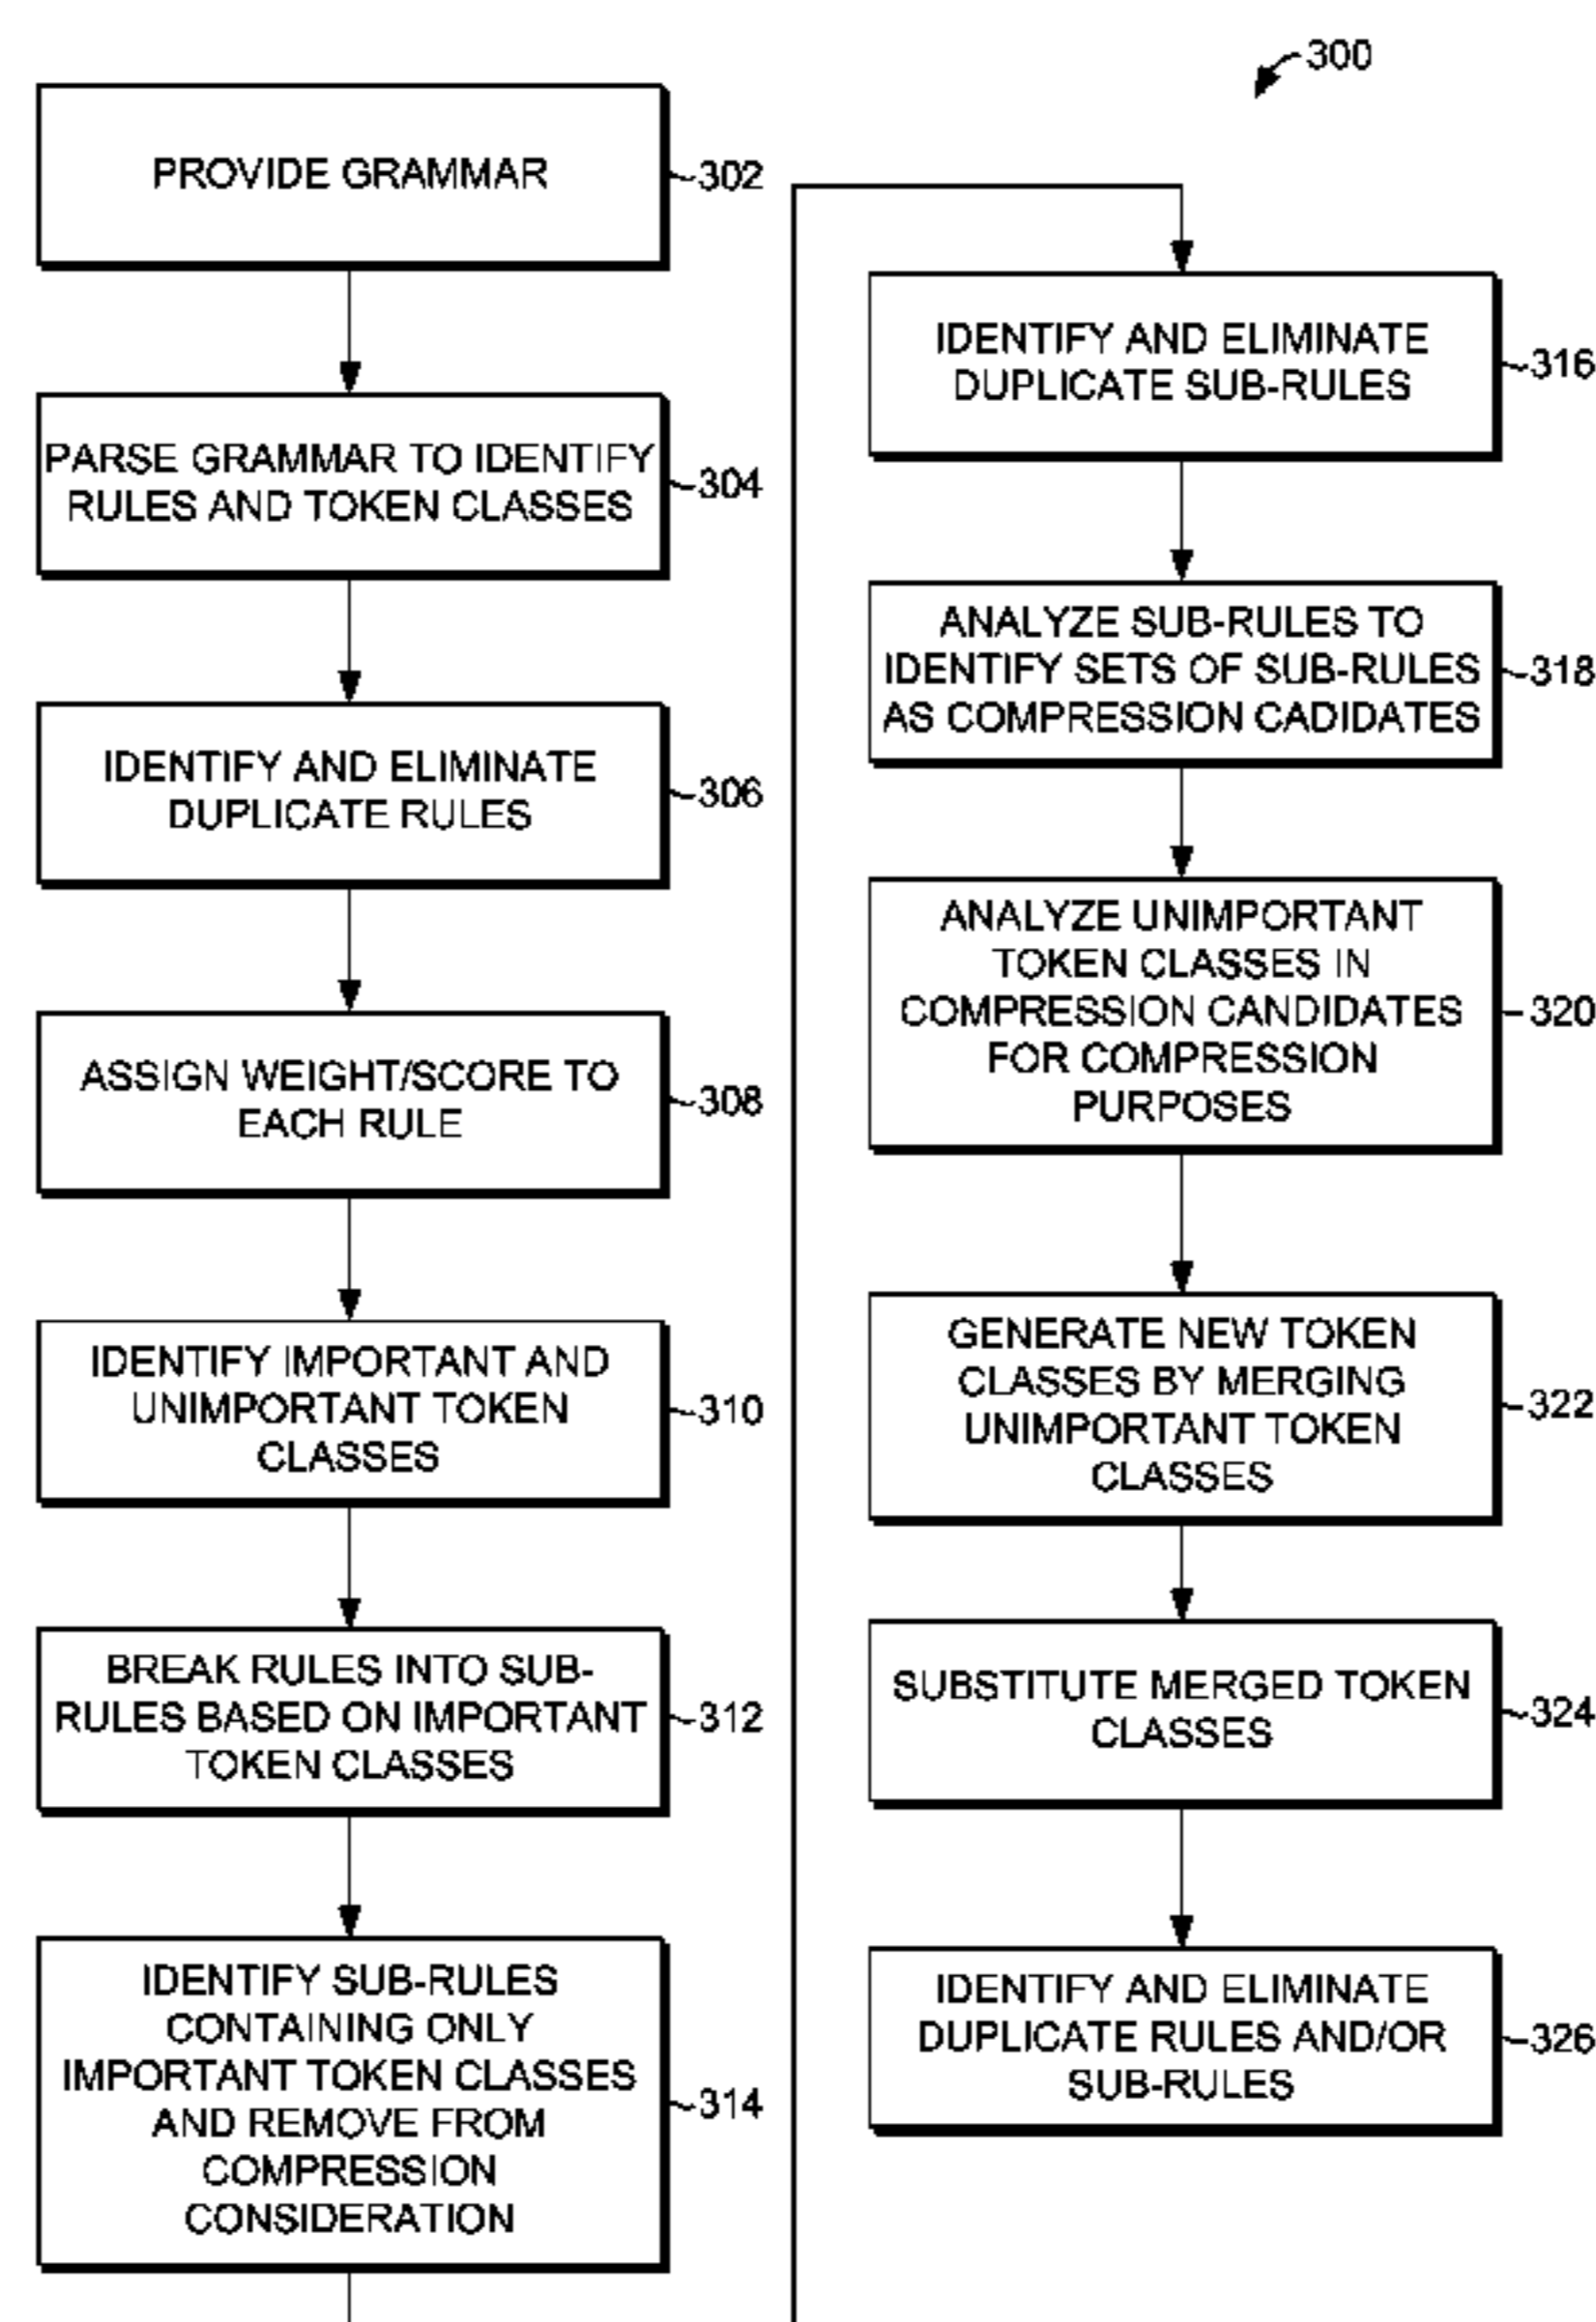 300
PROVIDE GRAMMAR
302
PARSE GRAMMAR TO IDENTIFY
RULES AND TOKEN CLASSES
304
IDENTIFY AND ELIMINATE
DUPLICATE RULES
306
ASSIGN WEIGHT/SCORE TO
EACH RULE
308
IDENTIFY IMPORTANT AND
UNIMPORTANT TOKEN
CLASSES
310
BREAK RULES INTO SUB-
RULES BASED ON IMPORTANT
TOKEN CLASSES
312
IDENTIFY SUB-RULES
CONTAINING ONLY
IMPORTANT TOKEN CLASSES
AND REMOVE FROM
COMPRESSION
CONSIDERATION
314
IDENTIFY AND ELIMINATE
DUPLICATE SUB-RULES
316
ANALYZE SUB-RULES TO
IDENTIFY SETS OF SUB-RULES
AS COMPRESSION CADIDATES
318
ANALYZE UNIMPORTANT
TOKEN CLASSES IN
COMPRESSION CANDIDATES
FOR COMPRESSION
PURPOSES
320
GENERATE NEW TOKEN
CLASSES BY MERGING
UNIMPORTANT TOKEN
CLASSES
322
SUBSTITUTE MERGED TOKEN
CLASSES
324
IDENTIFY AND ELIMINATE
DUPLICATE RULES AND/OR
SUB-RULES
326